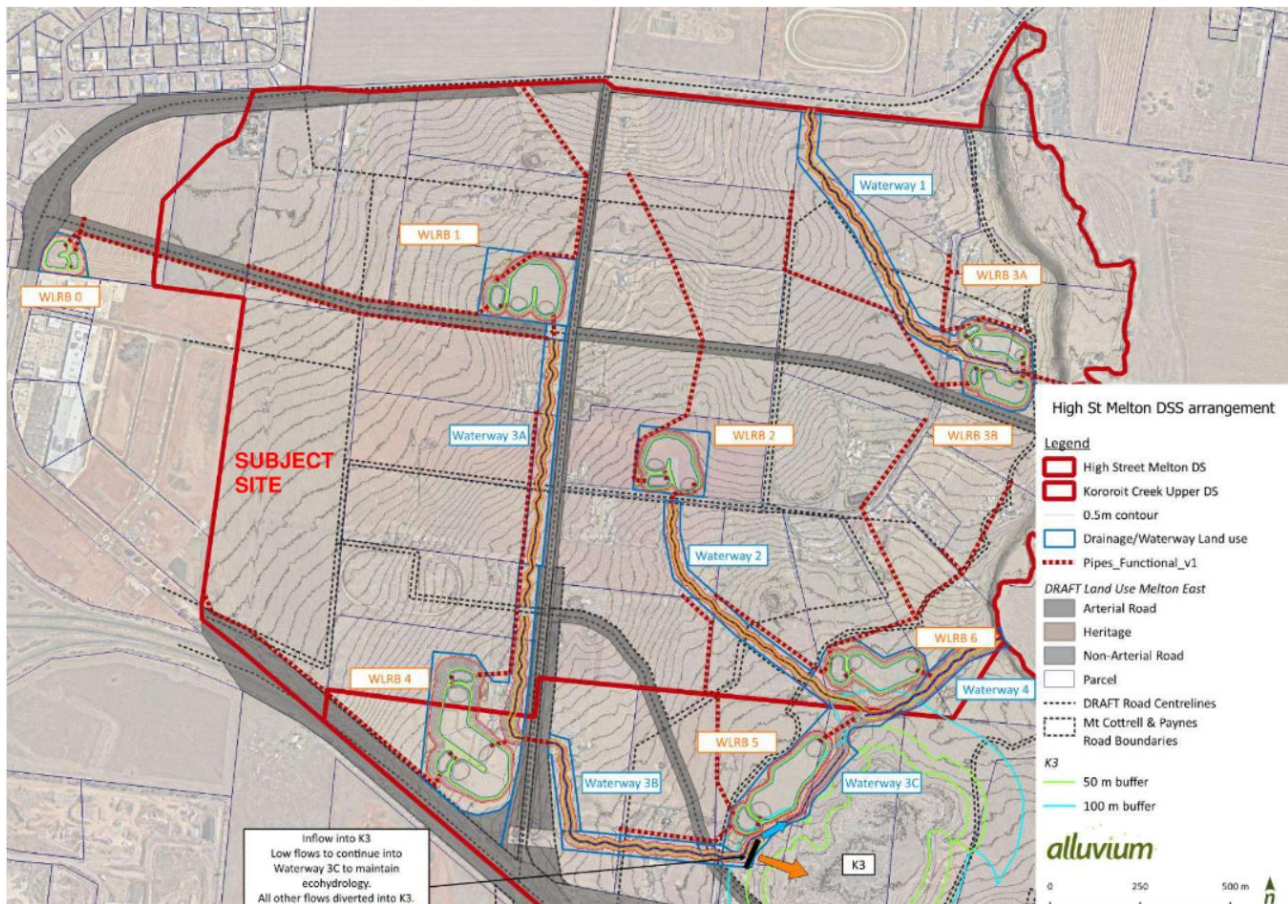 Waterway 1
WLRB 1
WLRB 3A
WLRB 0
High St Melton DSS arrangement
Waterway 3A
WLRB 2
WLRB 3B
SUBJECT
SITE
Legend
High Street Melton DS
Kororoit Creek Upper DS
0.5m contour
Drainage/Waterway Land use
Pipes_Functional_v1
DRAFT Land Use Melton East
Arterial Road
Heritage
Non-Arterial Road
Parcel
DRAFT Road Centrelines
Mt Cottrell & Paynes
Road Boundaries
K3
50 m buffer
100 m buffer
Waterway 2
WLRB 6
WLRB 4
Waterway 4
WLRB 5
Waterway 3B
Waterway 3C
Inflow into K3
Low flows to continue into
Waterway 3C to maintain
ecohydrology.
All other flows diverted into K3.
K3
alluvium
0 250 500 m
n